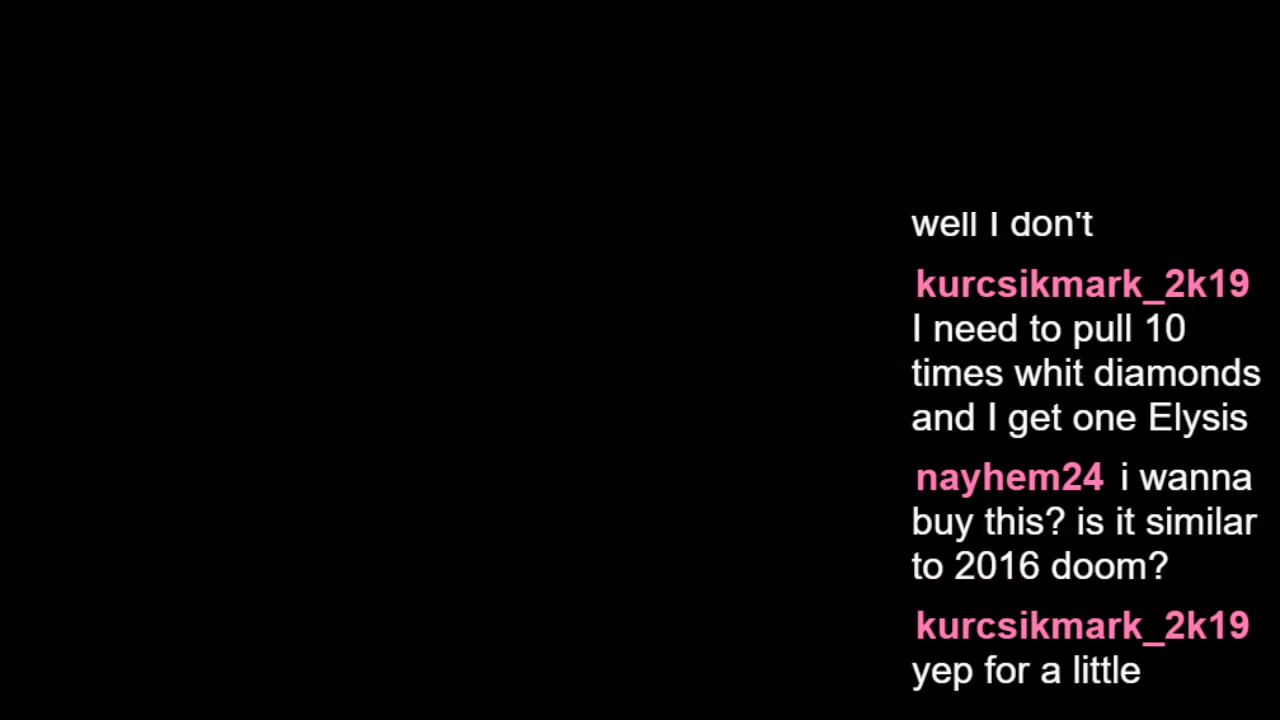 well I don't
kurcsikmark_2k19
I need to pull 10
times whit diamonds
and I get one Elysis
nayhem24 i wanna
buy this? is it similar
to 2016 doom?
kurcsikmark_2k19
yep for a little